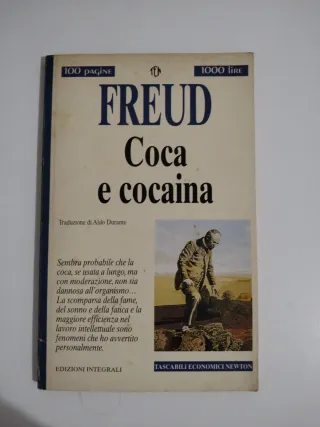 100 pagine
TEN
1000 lire
FREUD
Coca
e cocaina
Traduzione di Aldo Durante
Sembra probabile che la
coca, se usata a lungo, ma
con moderazione, non sia
dannosa all'organismo...
La scomparsa della fame,
del sonno e della fatica e la
maggiore efficienza nel
lavoro intellettuale sono
fenomeni che ho avvertito
personalmente.
EDIZIONI INTEGRALI
TASCABILI ECONOMICI NEWTON